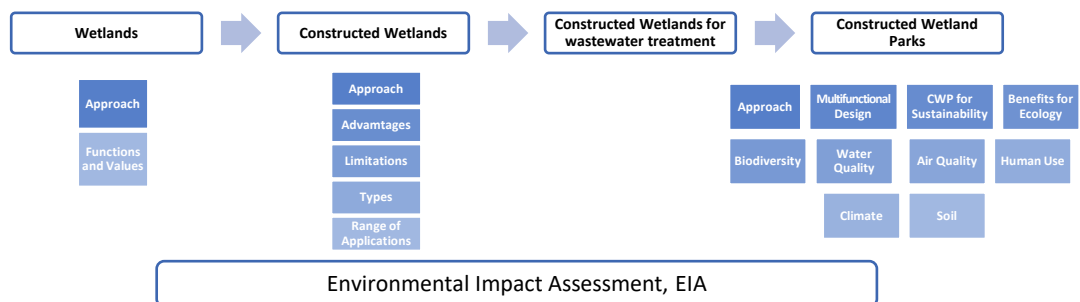 Wetlands
Constructed Wetlands
Constructed Wetlands for
wastewater treatment
Constructed Wetland
Parks
Approach
Functions
and Values
Approach
Advantages
Limitations
Types
Range of
Applications
Approach
Multifunctional
Design
CWP for
Sustainability
Benefits for
Ecology
Biodiversity
Water
Quality
Air Quality
Human Use
Climate
Soil
Environmental Impact Assessment, EIA